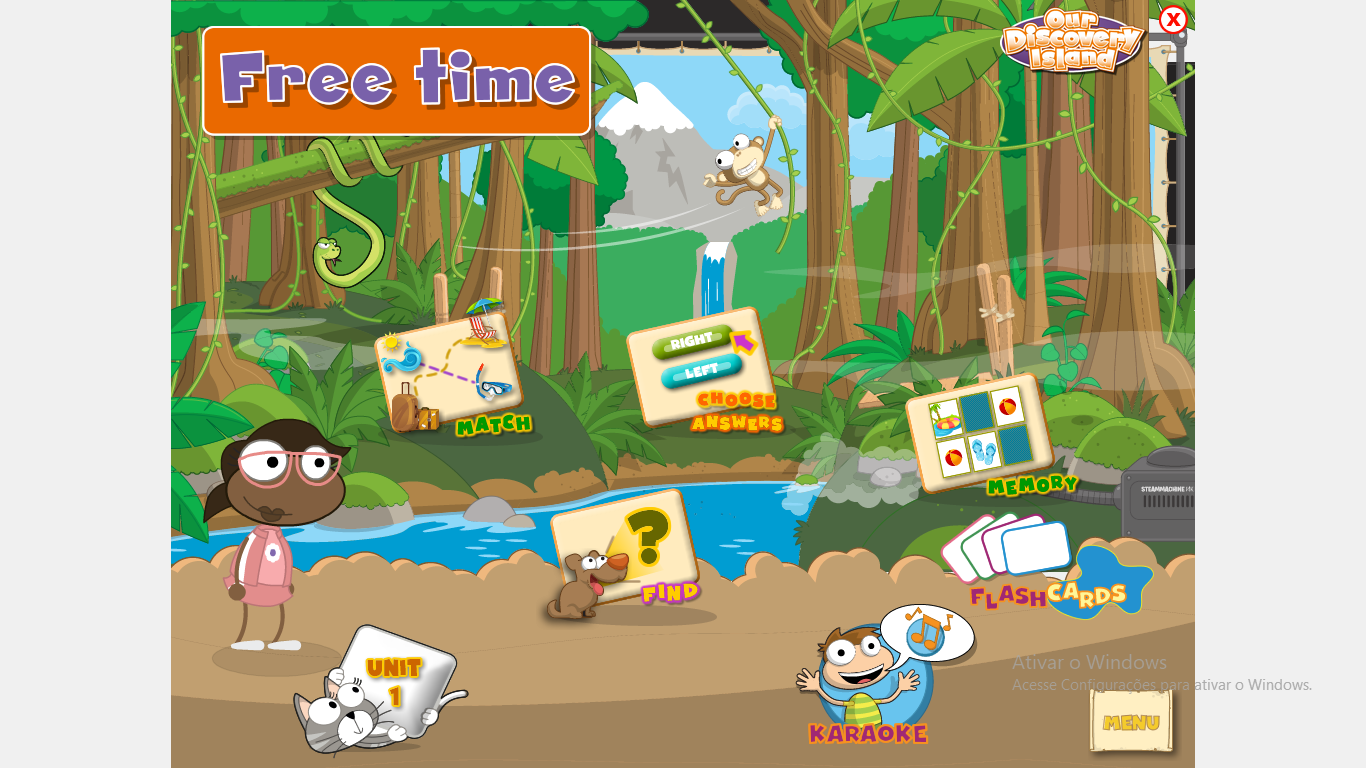 Free time
Our
Discovery
Island
X
RIGHT
LEFT
CHOOSE
ANSWERS
MATCH
MEMORY
STEAMMACHINE
?
FIND
FLASHCARDS
UNIT
1
KARAOKE
Ativar o Windows
Acesse Configurações para ativar o Windows.
MENU